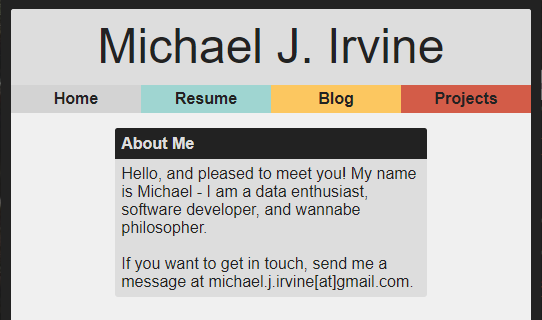 Michael J. Irvine
Home Resume Blog Projects
About Me
Hello, and pleased to meet you! My name
is Michael - I am a data enthusiast,
software developer, and wannabe
philosopher.
If you want to get in touch, send me a
message at michael.j.irvine[at]gmail.com.